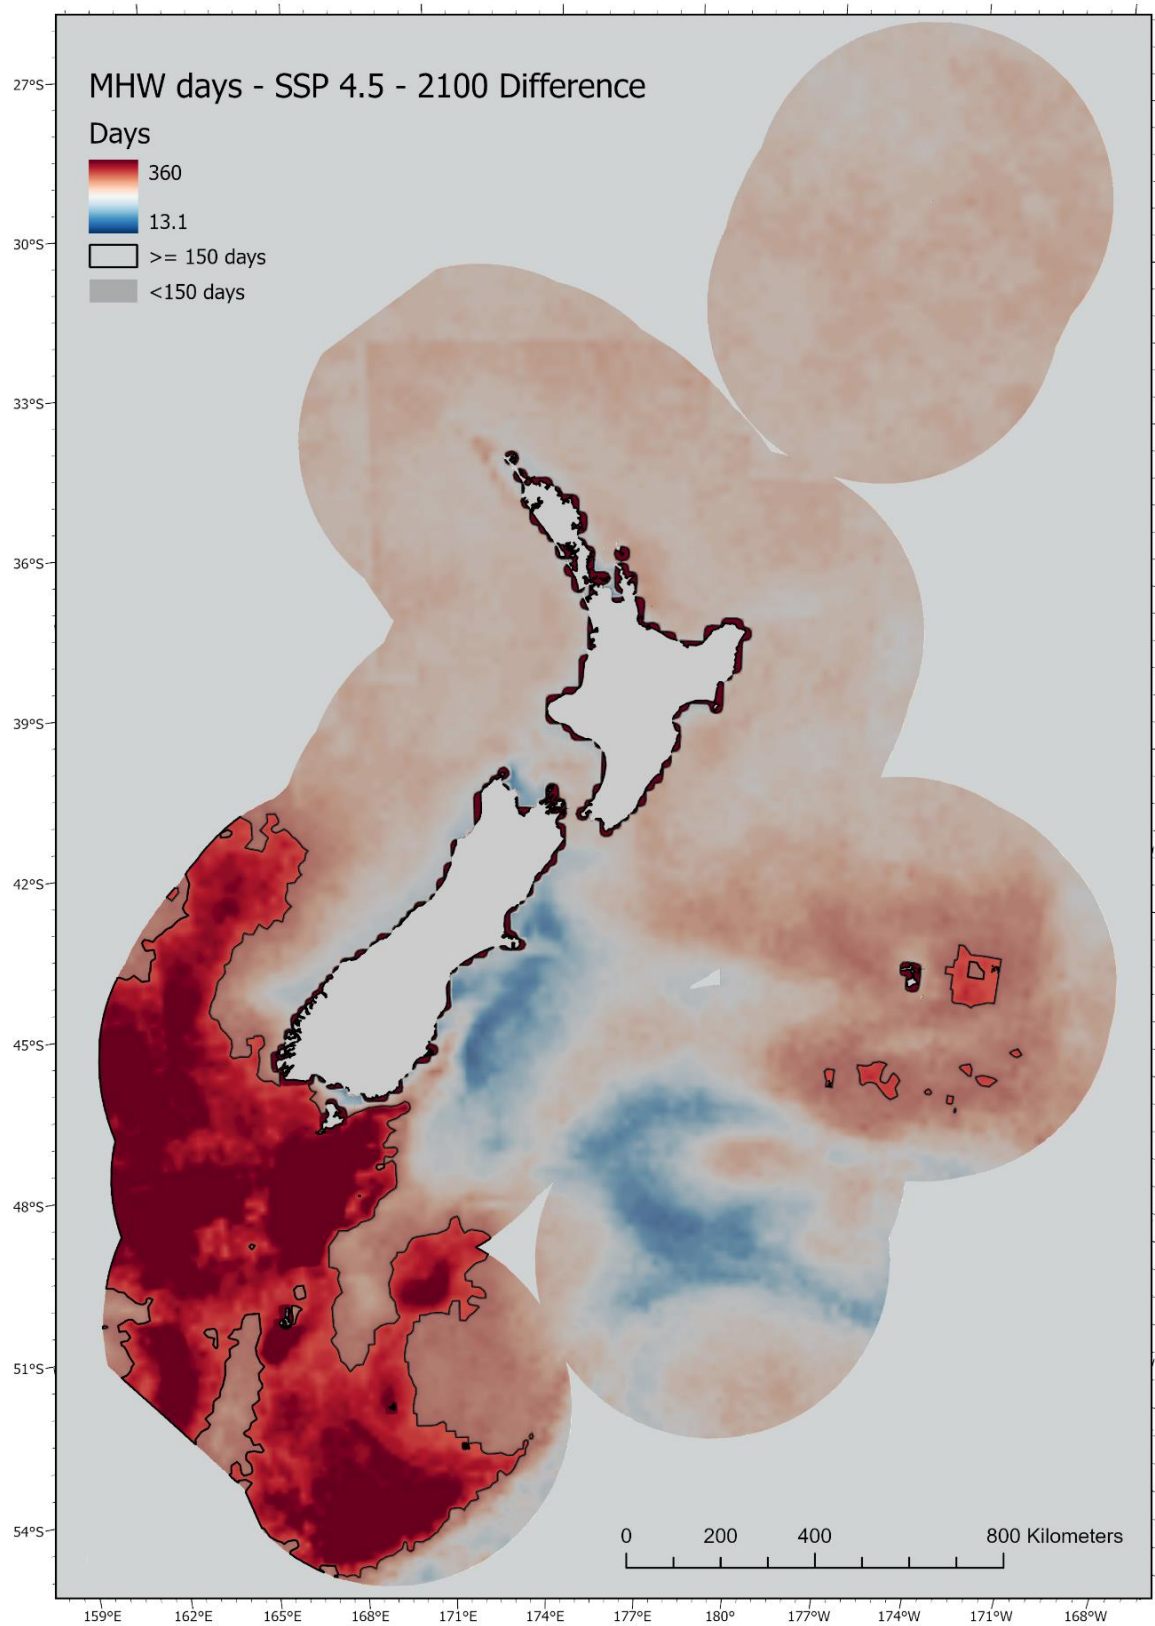 MHW days - SSP 4.5 - 2100 Difference
Days
360
13.1
>= 150 days
<150 days
27°S
30°S
33°S
36°S
39°S
42°S
45°S
48°S
51°S
54°S
0 200 400 800 Kilometers
159°E 162°E 165°E 168°E 171°E 174°E 177°E 180° 177°W 174°W 171°W 168°W